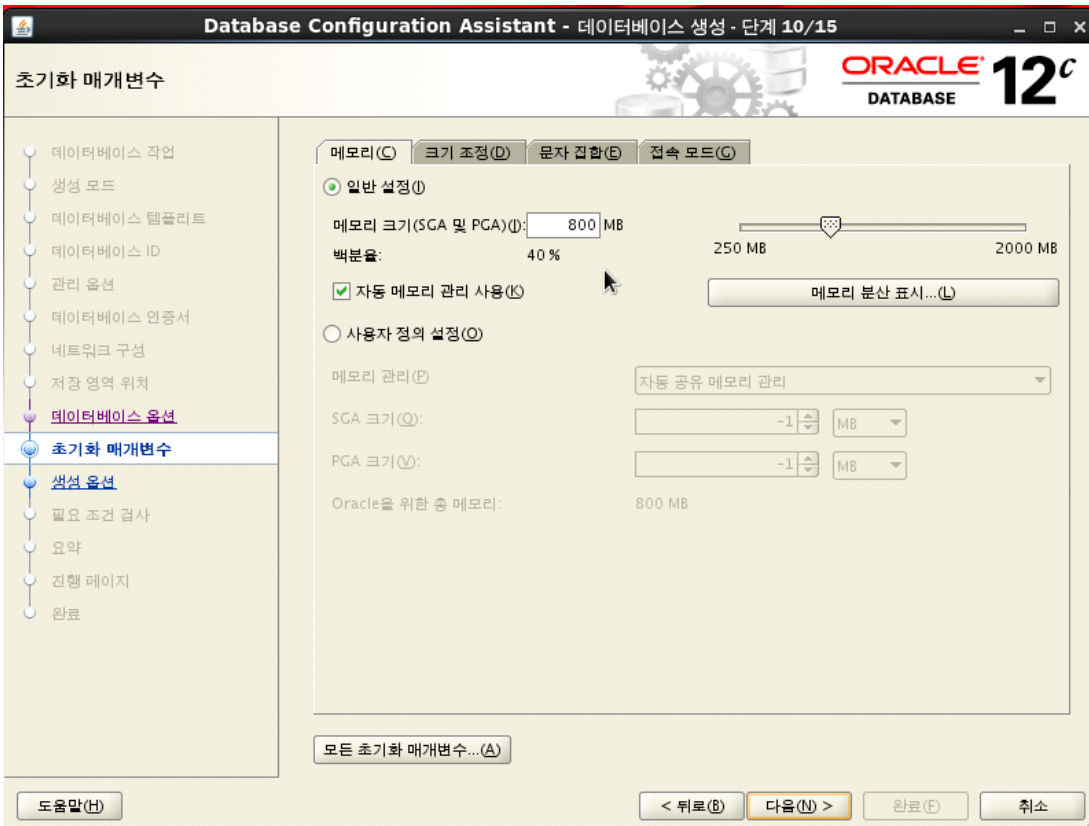 Database Configuration Assistant - 데이터베이스 생성 - 단계 10/15
초기화 매개변수
ORACLE
DATABASE
12c
데이터베이스 작업
생성 모드
데이터베이스 템플리트
데이터베이스 ID
관리 옵션
데이터베이스 인증서
네트워크 구성
저장 영역 위치
데이터베이스 옵션
초기화 매개변수
생성 옵션
필요 조건 검사
요약
진행 페이지
완료
메모리(C) 크기 조정(D) 문자 집합(E) 접속 모드(G)
일반 설정(I)
메모리 크기(SGA 및 PGA)(J): 800 MB
250 MB 2000 MB
백분율: 40 %
자동 메모리 관리 사용(K)
메모리 분산 표시...(L)
사용자 정의 설정(O)
메모리 관리(P) 자동 공유 메모리 관리
SGA 크기(Q): -1 MB
PGA 크기(V): -1 MB
Oracle을 위한 총 메모리: 800 MB
모든 초기화 매개변수...(A)
도움말(H) < 뒤로(B) 다음(N) > 완료(F) 취소